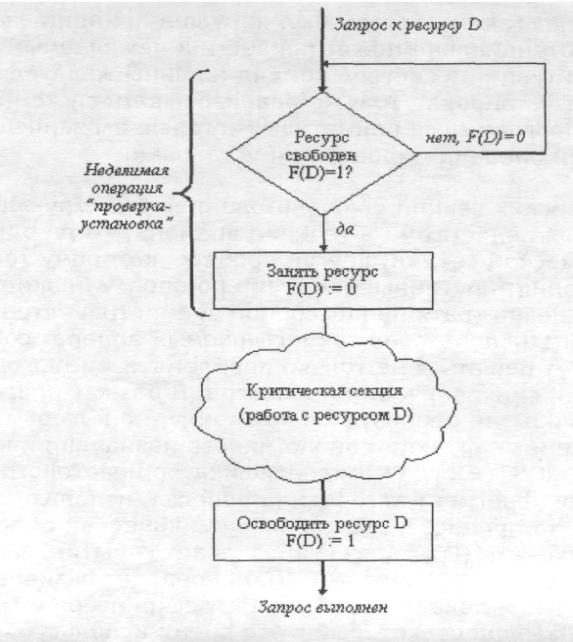 Запрос к ресурсу D
Ресурс
свободен
F(D)=1?
нет, F(D)=0
Неделимая
операция
“проверка-
установка”
да
Занять ресурс
F(D) := 0
Критическая секция
(работа с ресурсом D)
Освободить ресурс D
F(D) := 1
Запрос выполнен